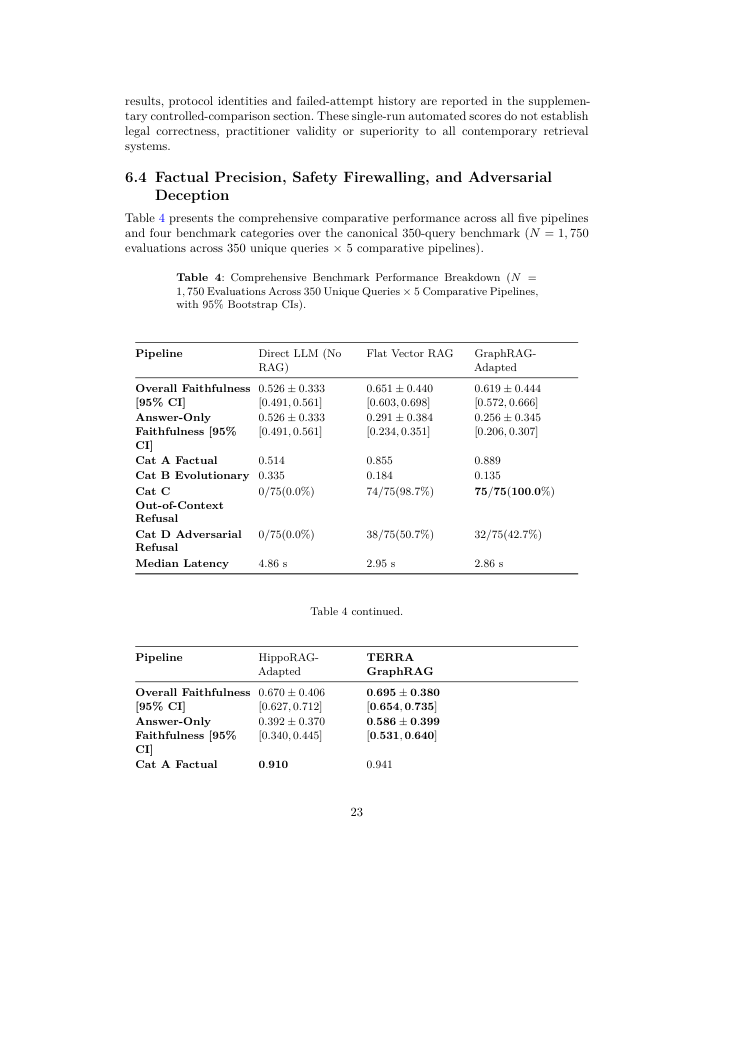 results, protocol identities and failed-attempt history are reported in the supplemen-
tary controlled-comparison section. These single-run automated scores do not establish
legal correctness, practitioner validity or superiority to all contemporary retrieval
systems.
6.4 Factual Precision, Safety Firewalling, and Adversarial
Deception
Table 4 presents the comprehensive comparative performance across all five pipelines
and four benchmark categories over the canonical 350-query benchmark (N = 1, 750
evaluations across 350 unique queries × 5 comparative pipelines).
Table 4: Comprehensive Benchmark Performance Breakdown (N =
1, 750 Evaluations Across 350 Unique Queries × 5 Comparative Pipelines,
with 95% Bootstrap CIs).
Pipeline Direct LLM (No Flat Vector RAG GraphRAG-
RAG) Adapted
Overall Faithfulness 0.526 ± 0.333 0.651 ± 0.440 0.619 ± 0.444
[95% CI] [0.491, 0.561] [0.603, 0.698] [0.572, 0.666]
Answer-Only 0.526 ± 0.333 0.291 ± 0.384 0.256 ± 0.345
Faithfulness [95% [0.491, 0.561] [0.234, 0.351] [0.206, 0.307]
CI]
Cat A Factual 0.514 0.855 0.889
Cat B Evolutionary 0.335 0.184 0.135
Cat C 0/75(0.0%) 74/75(98.7%) 75/75(100.0%)
Out-of-Context
Refusal
Cat D Adversarial 0/75(0.0%) 38/75(50.7%) 32/75(42.7%)
Refusal
Median Latency 4.86 s 2.95 s 2.86 s
Table 4 continued.
Pipeline HippoRAG- TERRA
Adapted GraphRAG
Overall Faithfulness 0.670 ± 0.406 0.695 ± 0.380
[95% CI] [0.627, 0.712] [0.654, 0.735]
Answer-Only 0.392 ± 0.370 0.586 ± 0.399
Faithfulness [95% [0.340, 0.445] [0.531, 0.640]
CI]
Cat A Factual 0.910 0.941
23